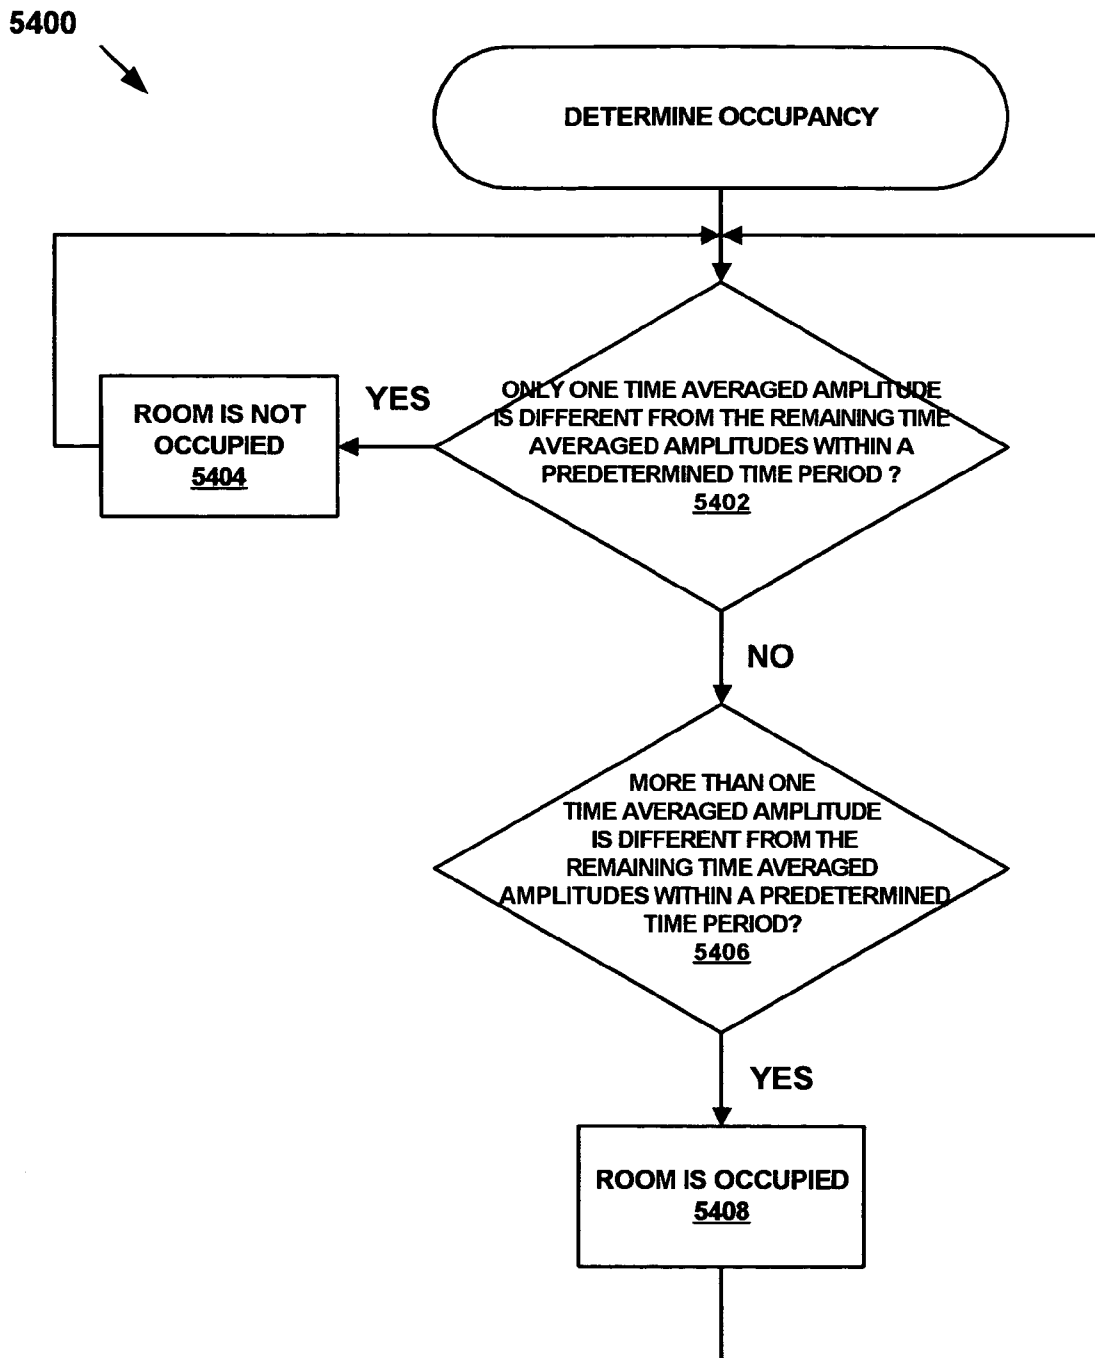 5400
DETERMINE OCCUPANCY
YES
ROOM IS NOT
OCCUPIED
5404
ONLY ONE TIME AVERAGED AMPLITUDE
IS DIFFERENT FROM THE REMAINING TIME
AVERAGED AMPLITUDES WITHIN A
PREDETERMINED TIME PERIOD ?
5402
NO
MORE THAN ONE
TIME AVERAGED AMPLITUDE
IS DIFFERENT FROM THE
REMAINING TIME AVERAGED
AMPLITUDES WITHIN A PREDETERMINED
TIME PERIOD?
5406
YES
ROOM IS OCCUPIED
5408